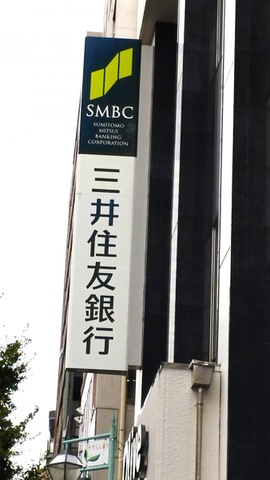 SMBC
SUMITOMO
MITSUI
BANKING
CORPORATION
三井住友銀行